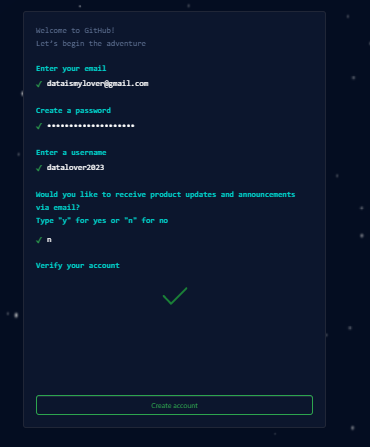 Welcome to GitHub!
Let's begin the adventure
Enter your email
✓ dataismylover@gmail.com
Create a password
✓ ••••••••••••••••••••
Enter a username
✓ datalover2023
Would you like to receive product updates and announcements
via email?
Type "y" for yes or "n" for no
✓ n
Verify your account
Create account